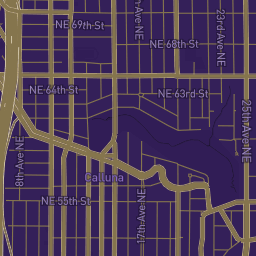 NE 69th St
23rd Ave NE
NE 68th St
NE 64th St
NE 63rd St
25th Ave NE
8th Ave NE
Calluna
NE 55th St
17th Ave NE